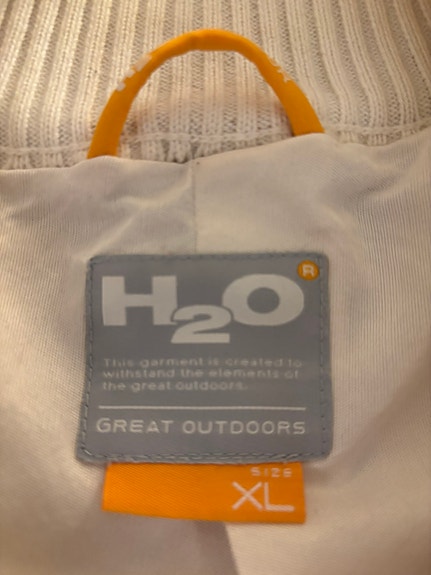 H2O ®
This garment is created to
withstand the elements of
the great outdoors.
GREAT OUTDOORS
SIZE
XL